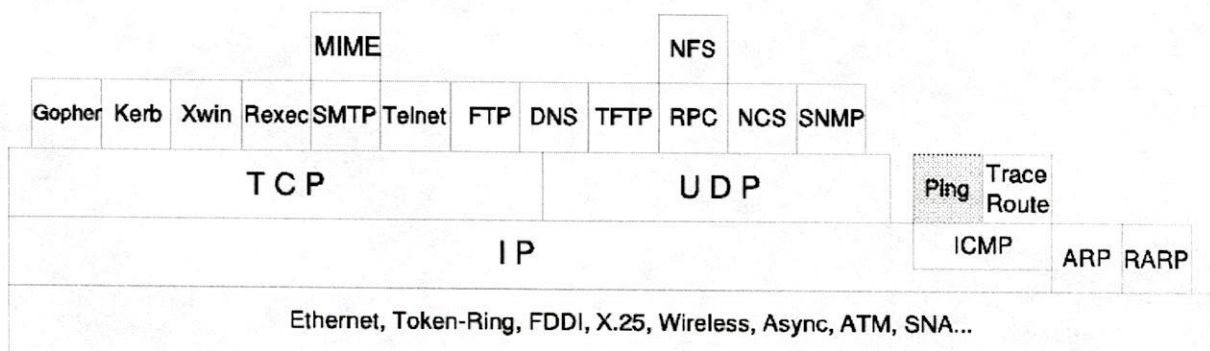 MIME NFS
Gopher Kerb Xwin Rexec SMTP Telnet FTP DNS TFTP RPC NCS SNMP
TCP UDP Ping Trace Route
IP ICMP ARP RARP
Ethernet, Token-Ring, FDDI, X.25, Wireless, Async, ATM, SNA...